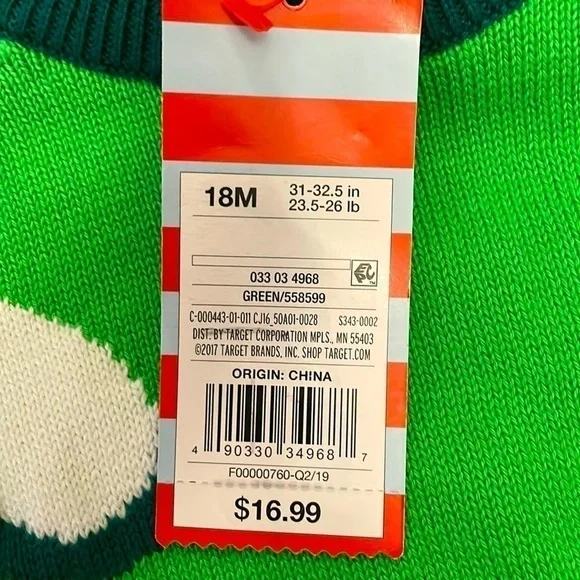 18M
31-32.5 in
23.5-26 lb
033 03 4968
GREEN/558599
C-000443-01-011 CJ16_50A01-0028 S343-0002
DIST. BY TARGET CORPORATION MPLS., MN 55403
©2017 TARGET BRANDS, INC. SHOP TARGET.COM
ORIGIN: CHINA
4 90330 34968 7
F00000760-Q2/19
$16.99